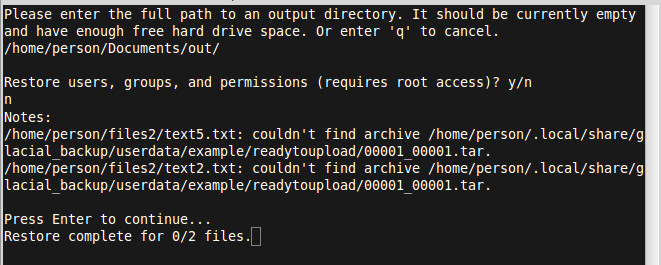 Please enter the full path to an output directory. It should be currently empty
and have enough free hard drive space. Or enter 'q' to cancel.
/home/person/Documents/out/
Restore users, groups, and permissions (requires root access)? y/n
n
Notes:
/home/person/files2/text5.txt: couldn't find archive /home/person/.local/share/g
lacial_backup/userdata/example/readytoupload/00001_00001.tar.
/home/person/files2/text2.txt: couldn't find archive /home/person/.local/share/g
lacial_backup/userdata/example/readytoupload/00001_00001.tar.
Press Enter to continue...
Restore complete for 0/2 files.